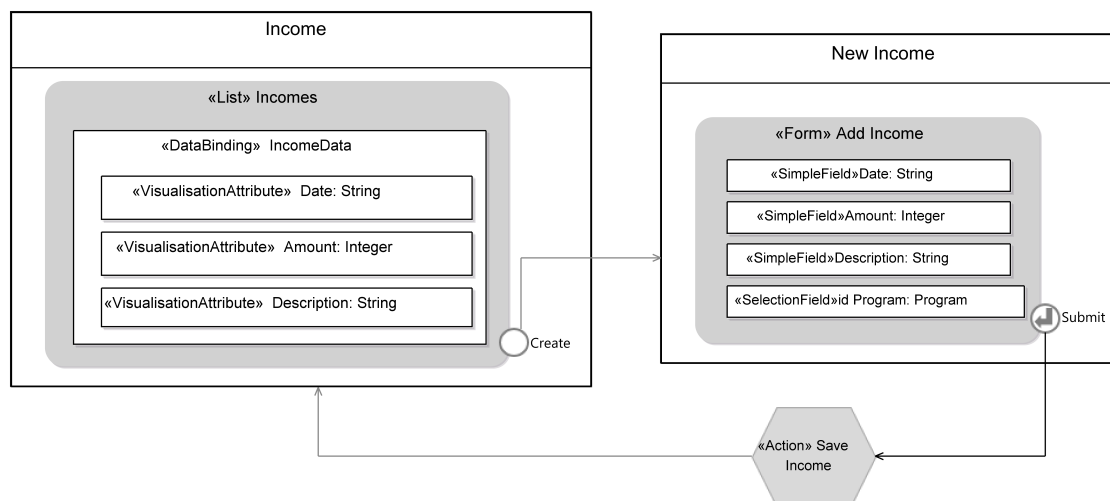 Income
«List» Incomes
«DataBinding»  IncomeData
«VisualisationAttribute»  Date: String
«VisualisationAttribute»  Amount: Integer
«VisualisationAttribute»  Description: String
Create
New Income
«Form» Add Income
«SimpleField»Date: String
«SimpleField»Amount: Integer
«SimpleField»Description: String
«SelectionField»id Program: Program
Submit
«Action» Save
Income